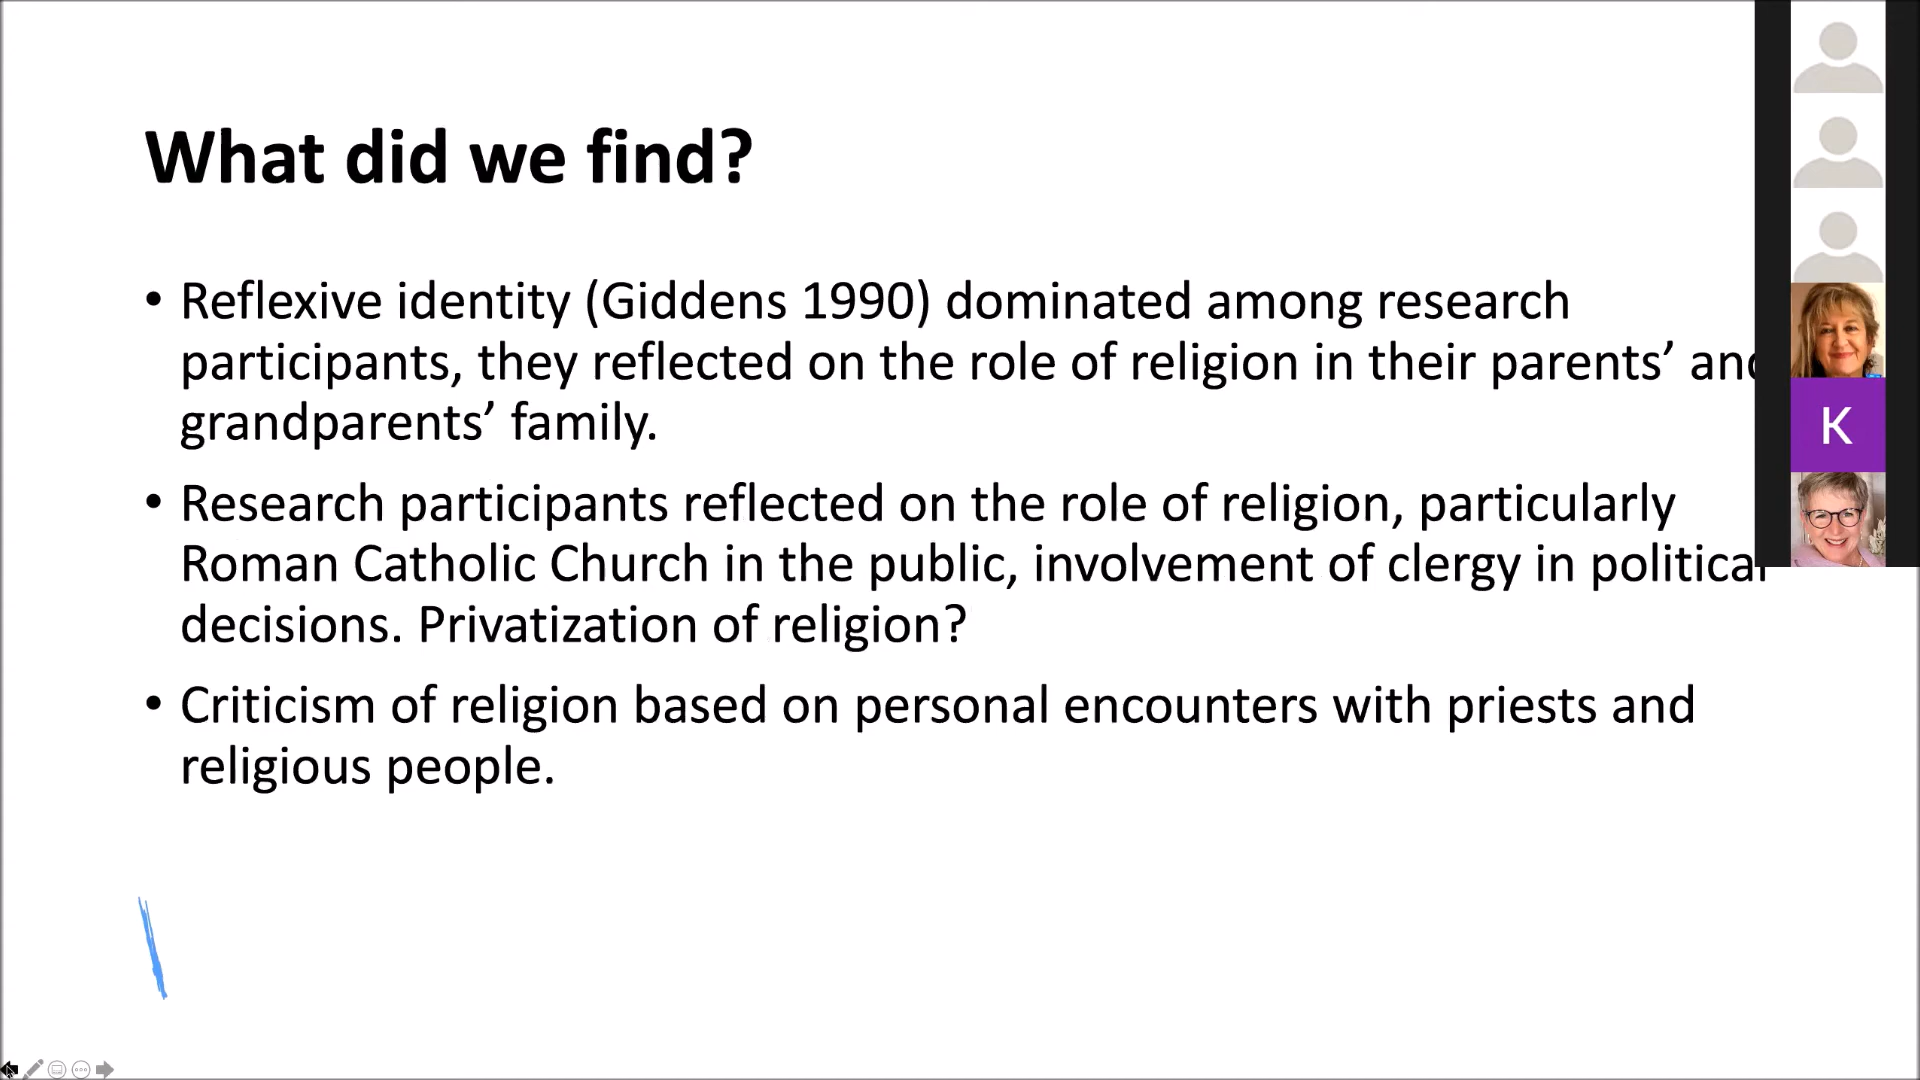 What did we find?
• Reflexive identity (Giddens 1990) dominated among research
participants, they reflected on the role of religion in their parents’ and
grandparents’ family.
• Research participants reflected on the role of religion, particularly
Roman Catholic Church in the public, involvement of clergy in political
decisions. Privatization of religion?
• Criticism of religion based on personal encounters with priests and
religious people.
K